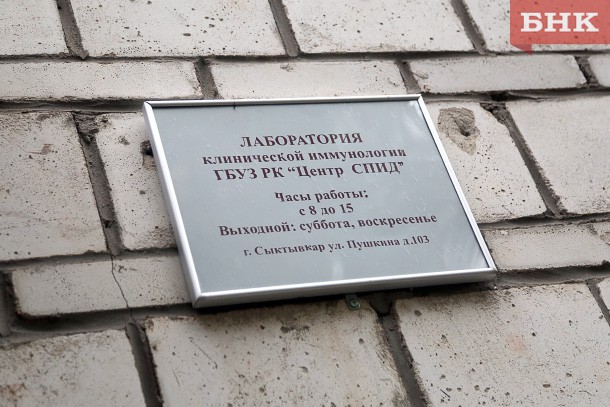 БНК
ЛАБОРАТОРИЯ
клинической иммунологии
ГБУЗ РК "Центр СПИД"
Часы работы:
с 8 до 15
Выходной: суббота, воскресенье
г. Сыктывкар ул. Пушкина д.103